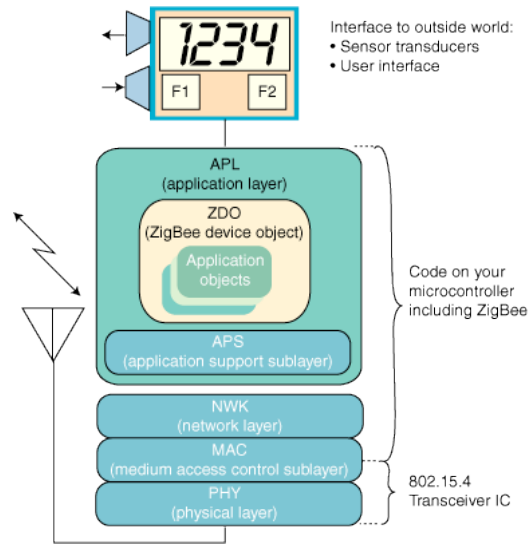 1234
F1
F2
Interface to outside world:
• Sensor transducers
• User interface
APL
(application layer)
ZDO
(ZigBee device object)
Application
objects
APS
(application support sublayer)
NWK
(network layer)
MAC
(medium access control sublayer)
PHY
(physical layer)
Code on your
microcontroller
including ZigBee
802.15.4
Transceiver IC